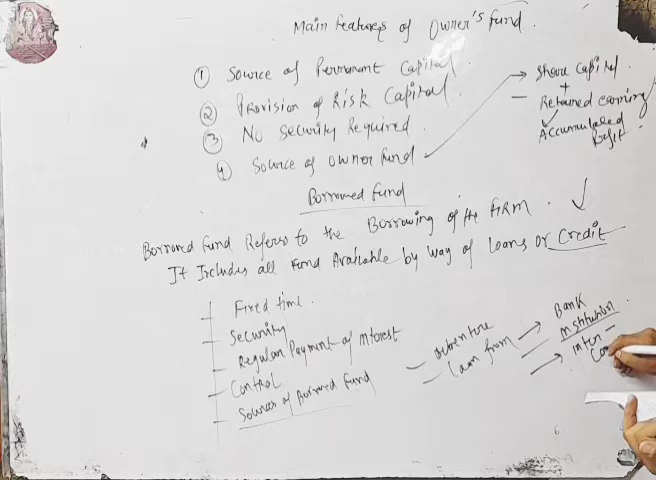 Main Features of Owner's Fund.
① Source of Permanent Capital.
② Provision of Risk Capital.
③ No Security Required.
④ Source of owner fund
→ Share Capital.
+
— Retained earning
Accumulated
Profit.
Borrowed Fund
Borrowed Fund Refers to the Borrowing of the Firm.
It Includes all Fund Available by way of Loans or Credit
Fixed time.
Security
Regular Payment of Interest
Control
Sources of Borrowed Fund
— debenture
— loan from → Bank
— Institution
→ Inter —
6